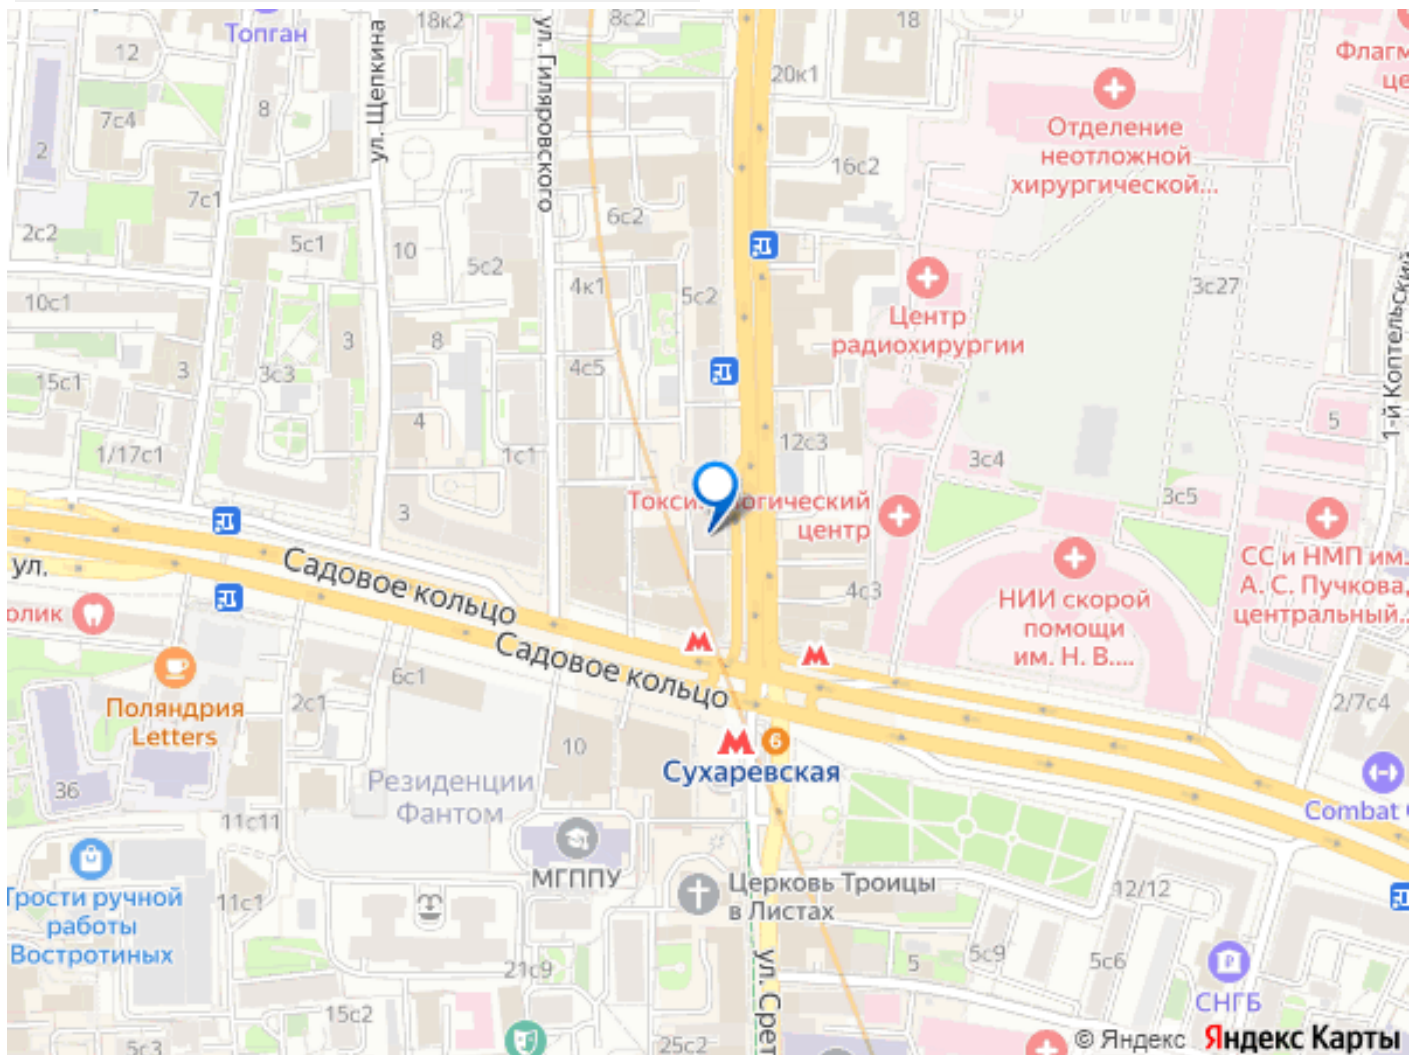 Топган
12
18к2
8с2
18
Флагм
це
ул. Щепкина
ул. Гиляровского
20к1
8
7с4
2
Отделение
неотложной
хирургической...
16с2
7с1
6с2
2с2
5с1
10
5с2
4к1
5с2
3с27
10с1
Центр
радиохирургии
1-й Коптельский
3
8
3
3с3
15с1
4с5
4
5
1/17с1
1с1
12с3
3с4
3с5
3
Токси
логический
центр
ул.
Садовое кольцо
Садовое кольцо
4с3
НИИ скорой
помощи
им. Н. В....
СС и НМП им.
А. С. Пучкова,
центральный...
олик
6с1
2с1
Поляндрия
Letters
2/7с4
10
6
Сухаревская
36
Резиденции
Фантом
Combat
11с11
МГППУ
Церковь Троицы
в Листах
12/12
Трости ручной
работы
Востротиных
11с1
21с9
5
5с9
5с6
ул. Срет
СНГБ
15с2
5с3
25с2
© Яндекс Яндекс Карты